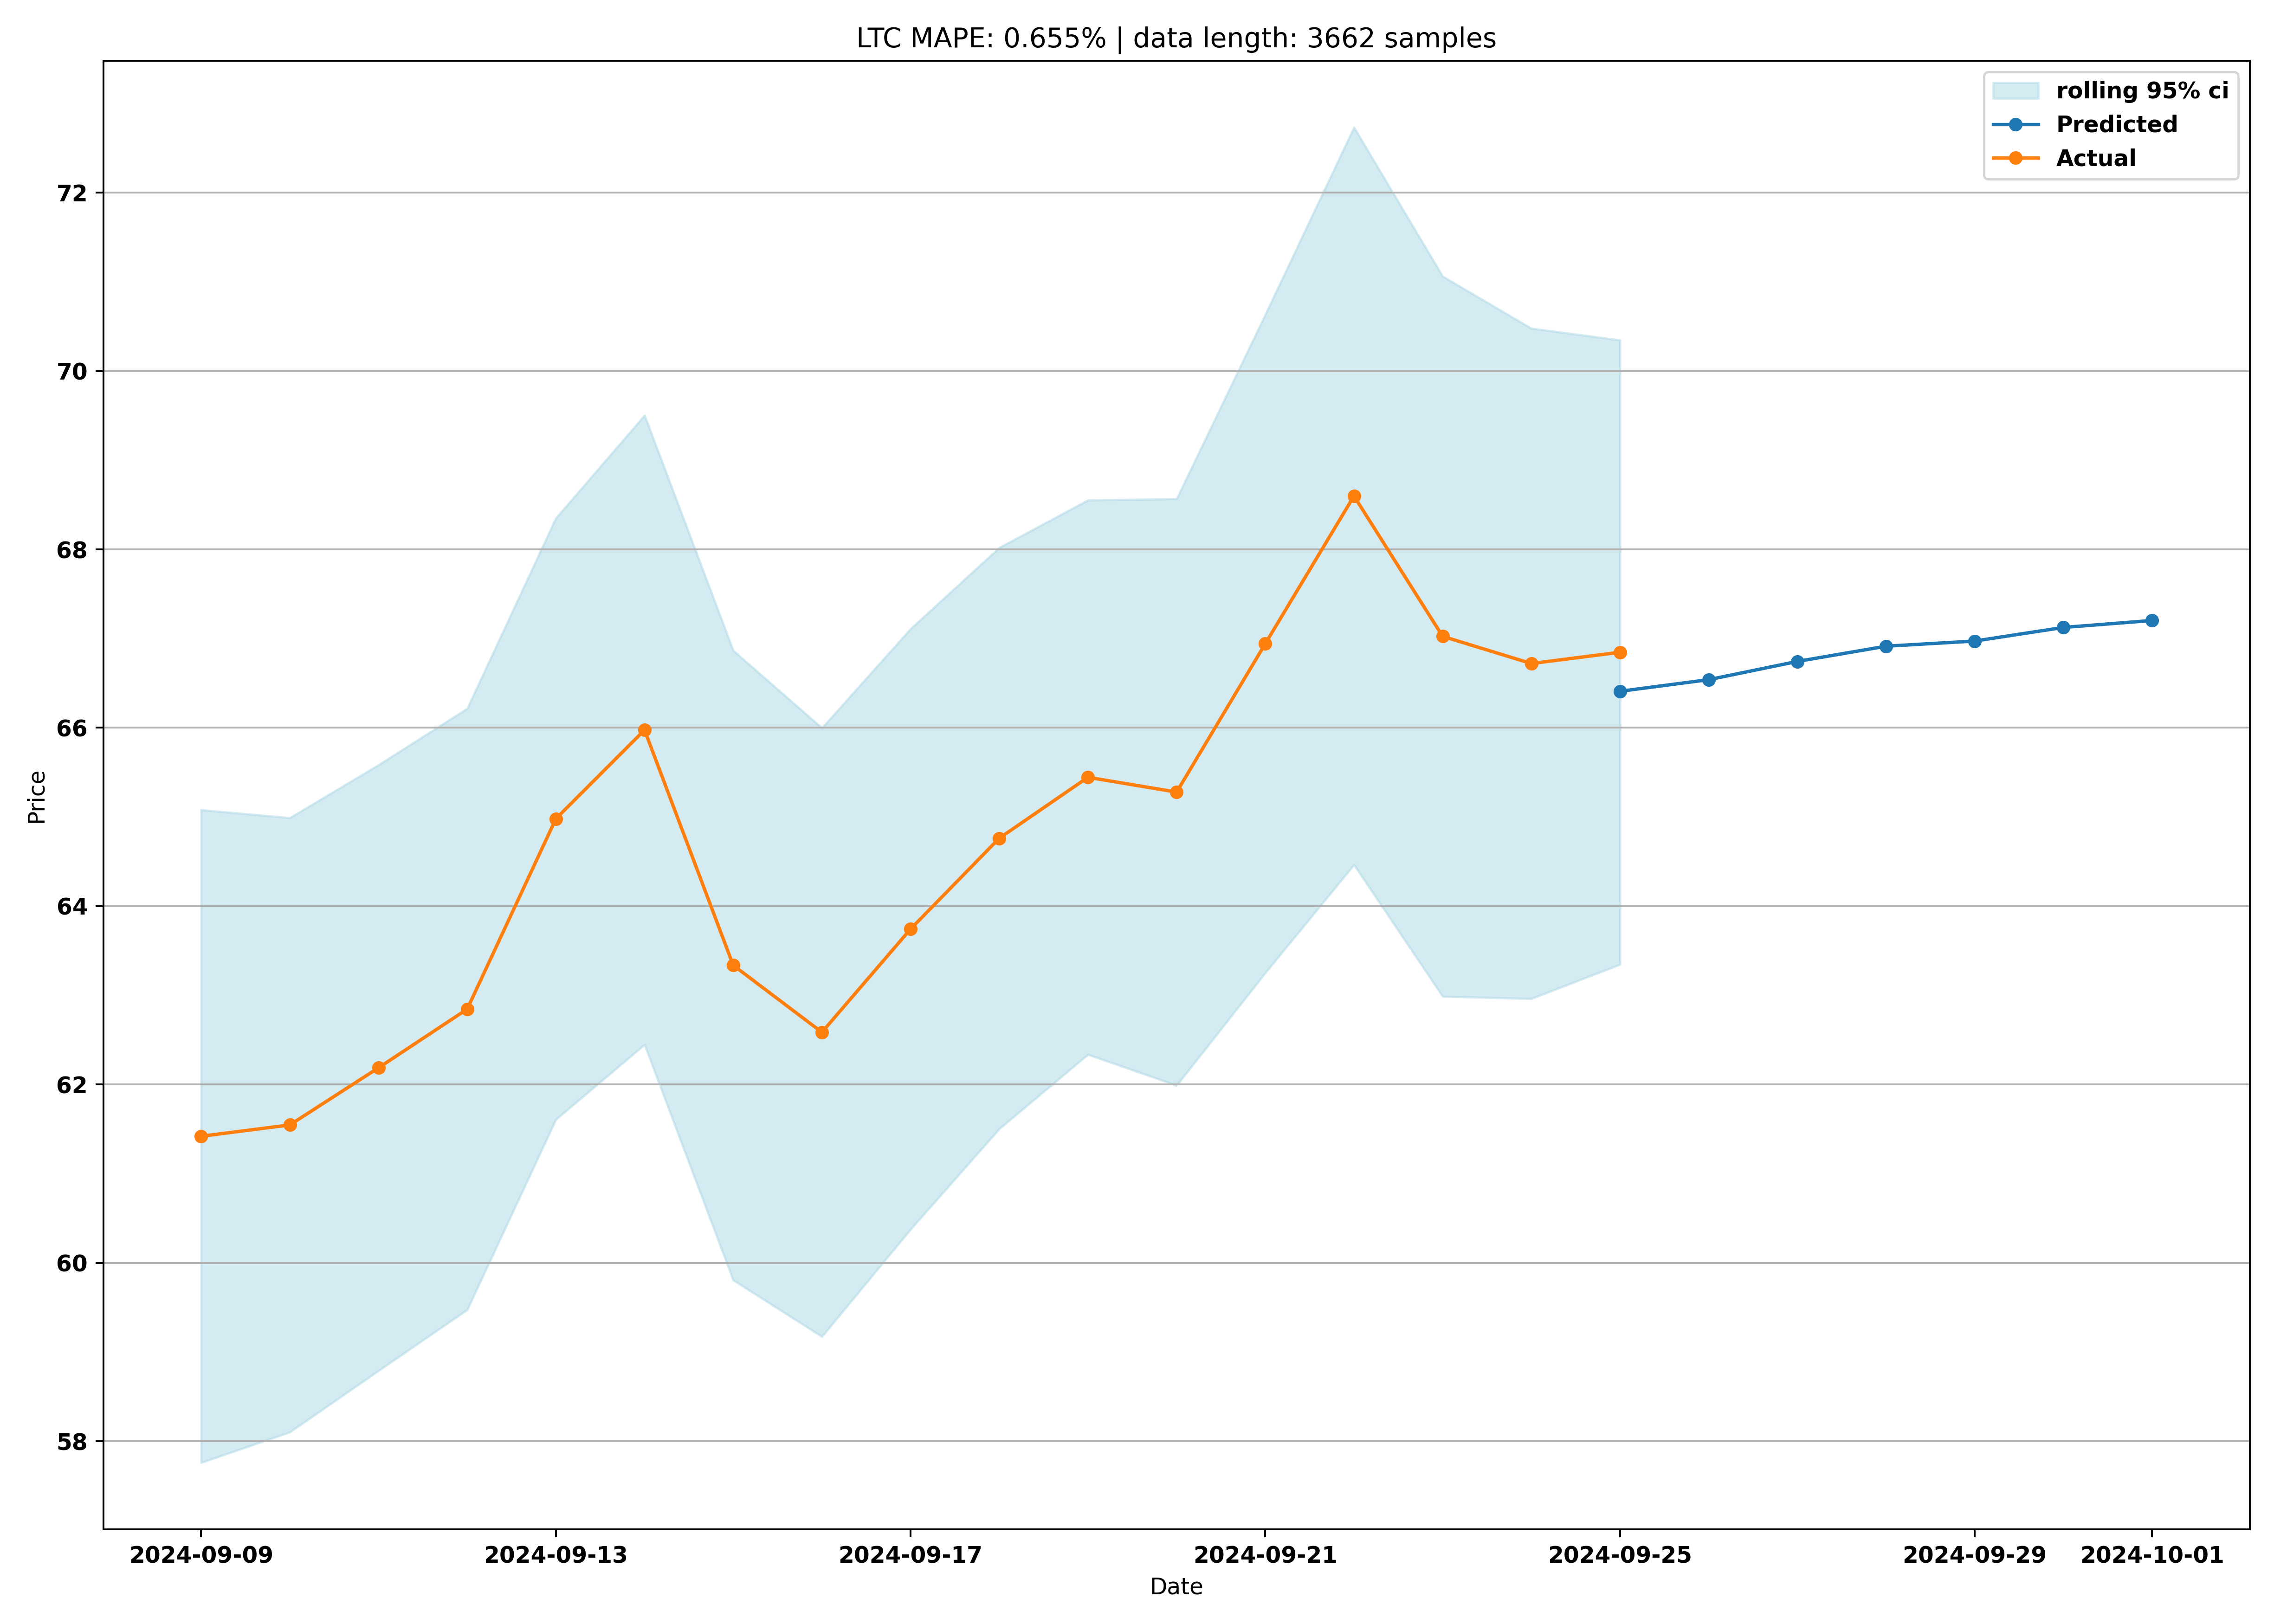 LTC MAPE: 0.655% | data length: 3662 samples
rolling 95% ci
Predicted
Actual
72
70
68
66
64
62
60
58
Price
2024-09-09
2024-09-13
2024-09-17
2024-09-21
2024-09-25
2024-09-29
2024-10-01
Date